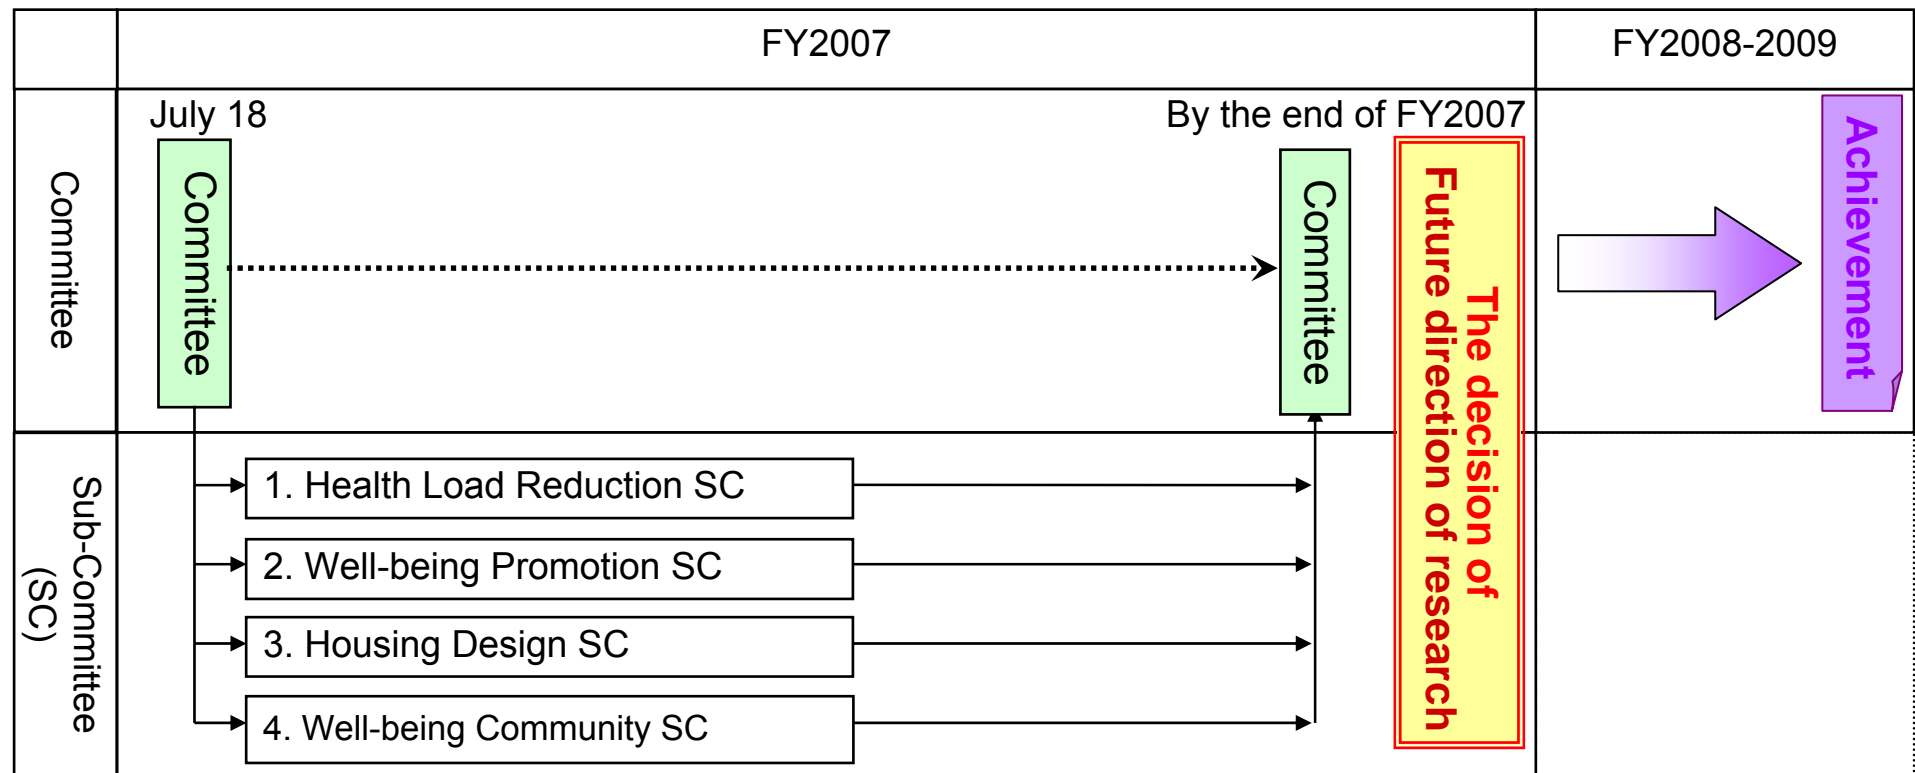 FY2007
FY2008-2009
Committee
July 18
By the end of FY2007
Committee
Committee
The decision of
Future direction of research
Achievement
Sub-Committee
(SC)
1. Health Load Reduction SC
2. Well-being Promotion SC
3. Housing Design SC
4. Well-being Community SC